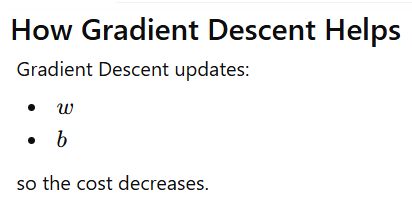 How Gradient Descent Helps
Gradient Descent updates:
• w
• b
so the cost decreases.